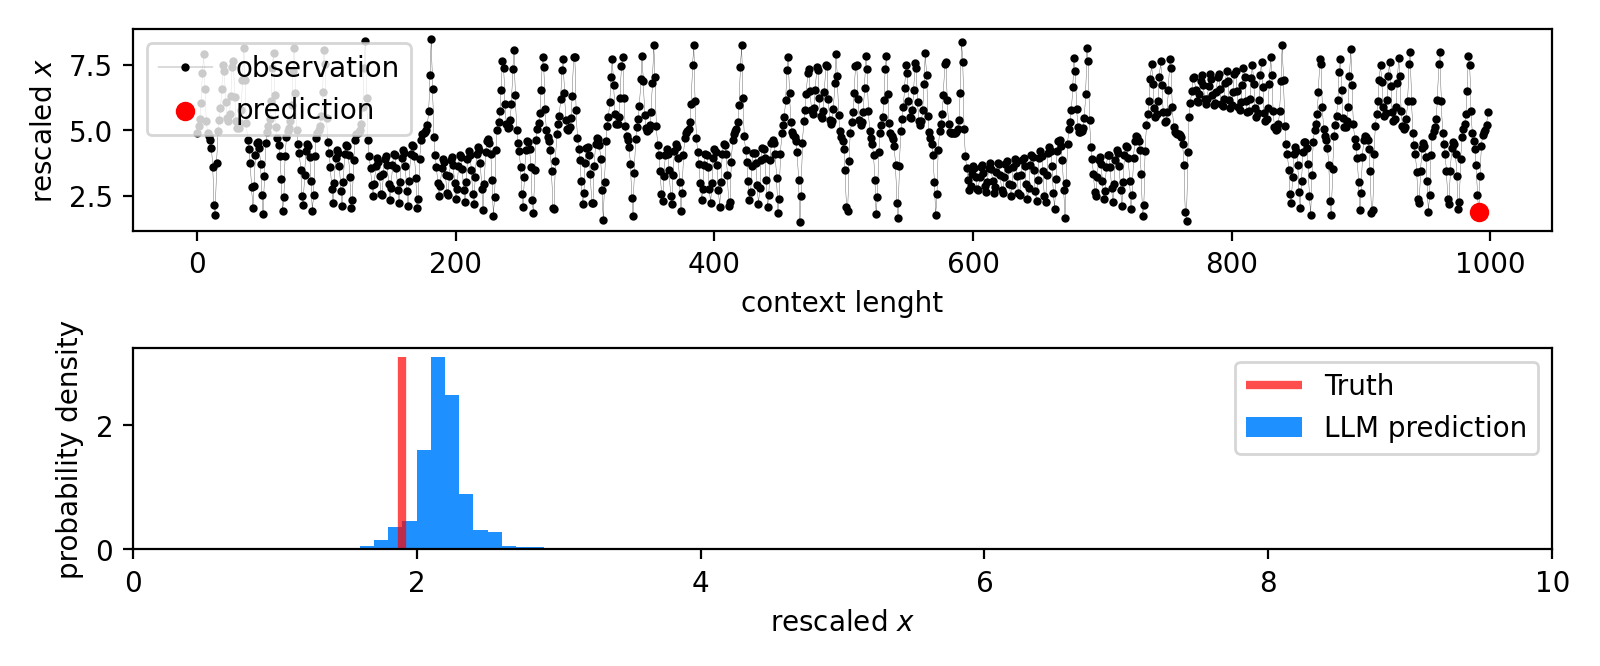 rescaled x
7.5
5.0
2.5
observation
prediction
0
200
400
600
800
1000
context lenght
probability density
2
0
Truth
LLM prediction
0
2
4
6
8
10
rescaled x